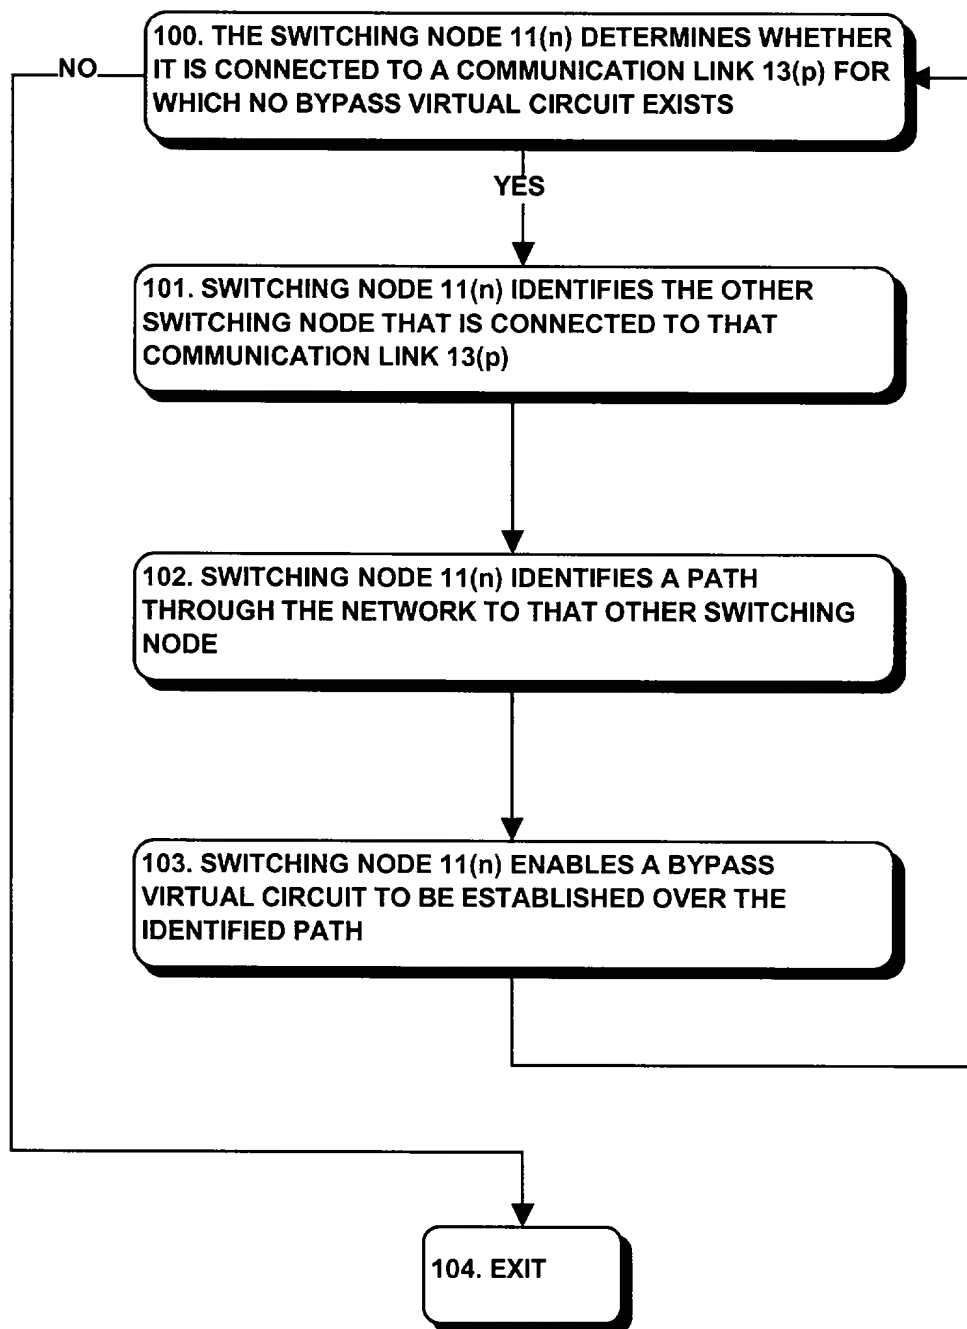 100. THE SWITCHING NODE 11(n) DETERMINES WHETHER
IT IS CONNECTED TO A COMMUNICATION LINK 13(p) FOR
WHICH NO BYPASS VIRTUAL CIRCUIT EXISTS
NO
YES
101. SWITCHING NODE 11(n) IDENTIFIES THE OTHER
SWITCHING NODE THAT IS CONNECTED TO THAT
COMMUNICATION LINK 13(p)
102. SWITCHING NODE 11(n) IDENTIFIES A PATH
THROUGH THE NETWORK TO THAT OTHER SWITCHING
NODE
103. SWITCHING NODE 11(n) ENABLES A BYPASS
VIRTUAL CIRCUIT TO BE ESTABLISHED OVER THE
IDENTIFIED PATH
104. EXIT